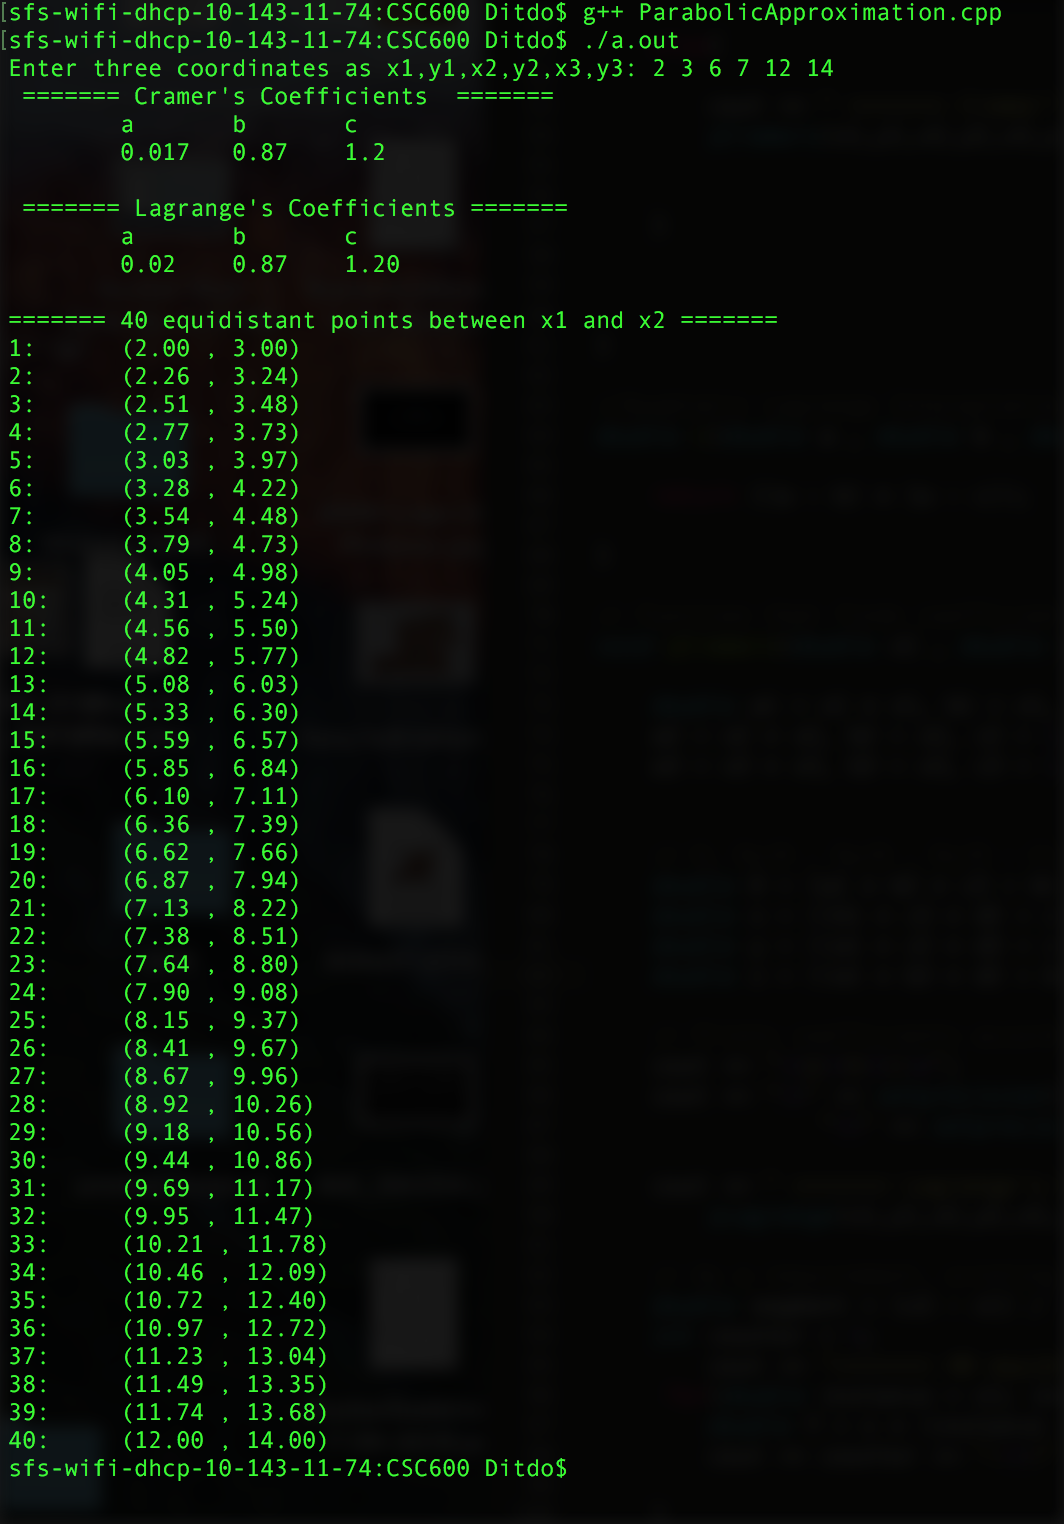 [sfs-wifi-dhcp-10-143-11-74:CSC600 Ditdo$ g++ ParabolicApproximation.cpp
[sfs-wifi-dhcp-10-143-11-74:CSC600 Ditdo$ ./a.out
Enter three coordinates as x1,y1,x2,y2,x3,y3: 2 3 6 7 12 14
======= Cramer's Coefficients  =======
a b c
0.017 0.87 1.2
======= Lagrange's Coefficients =======
a b c
0.02 0.87 1.20
======= 40 equidistant points between x1 and x2 =======
1: (2.00 , 3.00)
2: (2.26 , 3.24)
3: (2.51 , 3.48)
4: (2.77 , 3.73)
5: (3.03 , 3.97)
6: (3.28 , 4.22)
7: (3.54 , 4.48)
8: (3.79 , 4.73)
9: (4.05 , 4.98)
10: (4.31 , 5.24)
11: (4.56 , 5.50)
12: (4.82 , 5.77)
13: (5.08 , 6.03)
14: (5.33 , 6.30)
15: (5.59 , 6.57)
16: (5.85 , 6.84)
17: (6.10 , 7.11)
18: (6.36 , 7.39)
19: (6.62 , 7.66)
20: (6.87 , 7.94)
21: (7.13 , 8.22)
22: (7.38 , 8.51)
23: (7.64 , 8.80)
24: (7.90 , 9.08)
25: (8.15 , 9.37)
26: (8.41 , 9.67)
27: (8.67 , 9.96)
28: (8.92 , 10.26)
29: (9.18 , 10.56)
30: (9.44 , 10.86)
31: (9.69 , 11.17)
32: (9.95 , 11.47)
33: (10.21 , 11.78)
34: (10.46 , 12.09)
35: (10.72 , 12.40)
36: (10.97 , 12.72)
37: (11.23 , 13.04)
38: (11.49 , 13.35)
39: (11.74 , 13.68)
40: (12.00 , 14.00)
sfs-wifi-dhcp-10-143-11-74:CSC600 Ditdo$